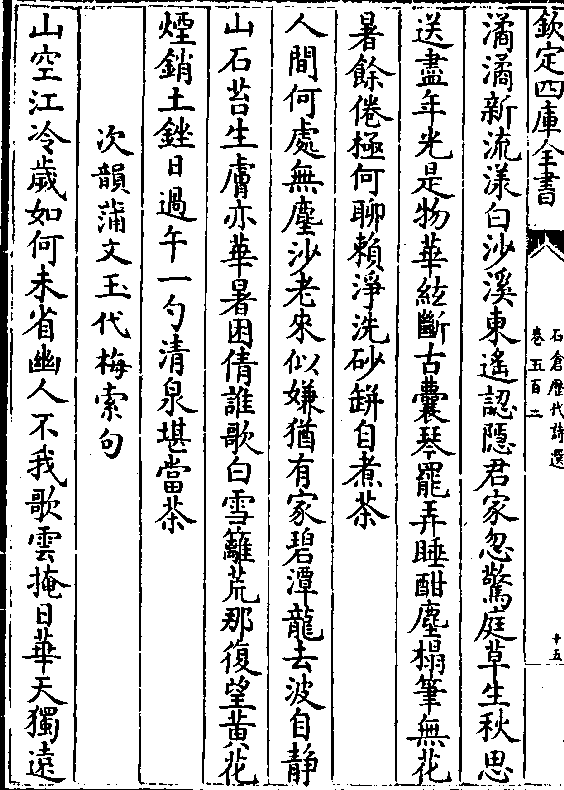 欽定四庫全書
石倉歷代詩選
卷五百二
十五
潏潏新流漾白沙溪東遙認隱君家忽驚庭草生秋思
送盡年光是物華絃斷古囊琴罷弄睡酣塵榻筆無花
暑餘倦極何聊賴淨洗砂缾自煮茶
人間何處無塵沙老來似嫌猶有家碧潭龍去波自静
山石苔生膚亦華暑困倩誰歌白雪籬荒那復望黄花
煙銷土銼日過午一勺清泉堪當茶
次韻蒲文玉代梅索句
山空江冷歲如何未省幽人不我歌雲掩日華天獨遠